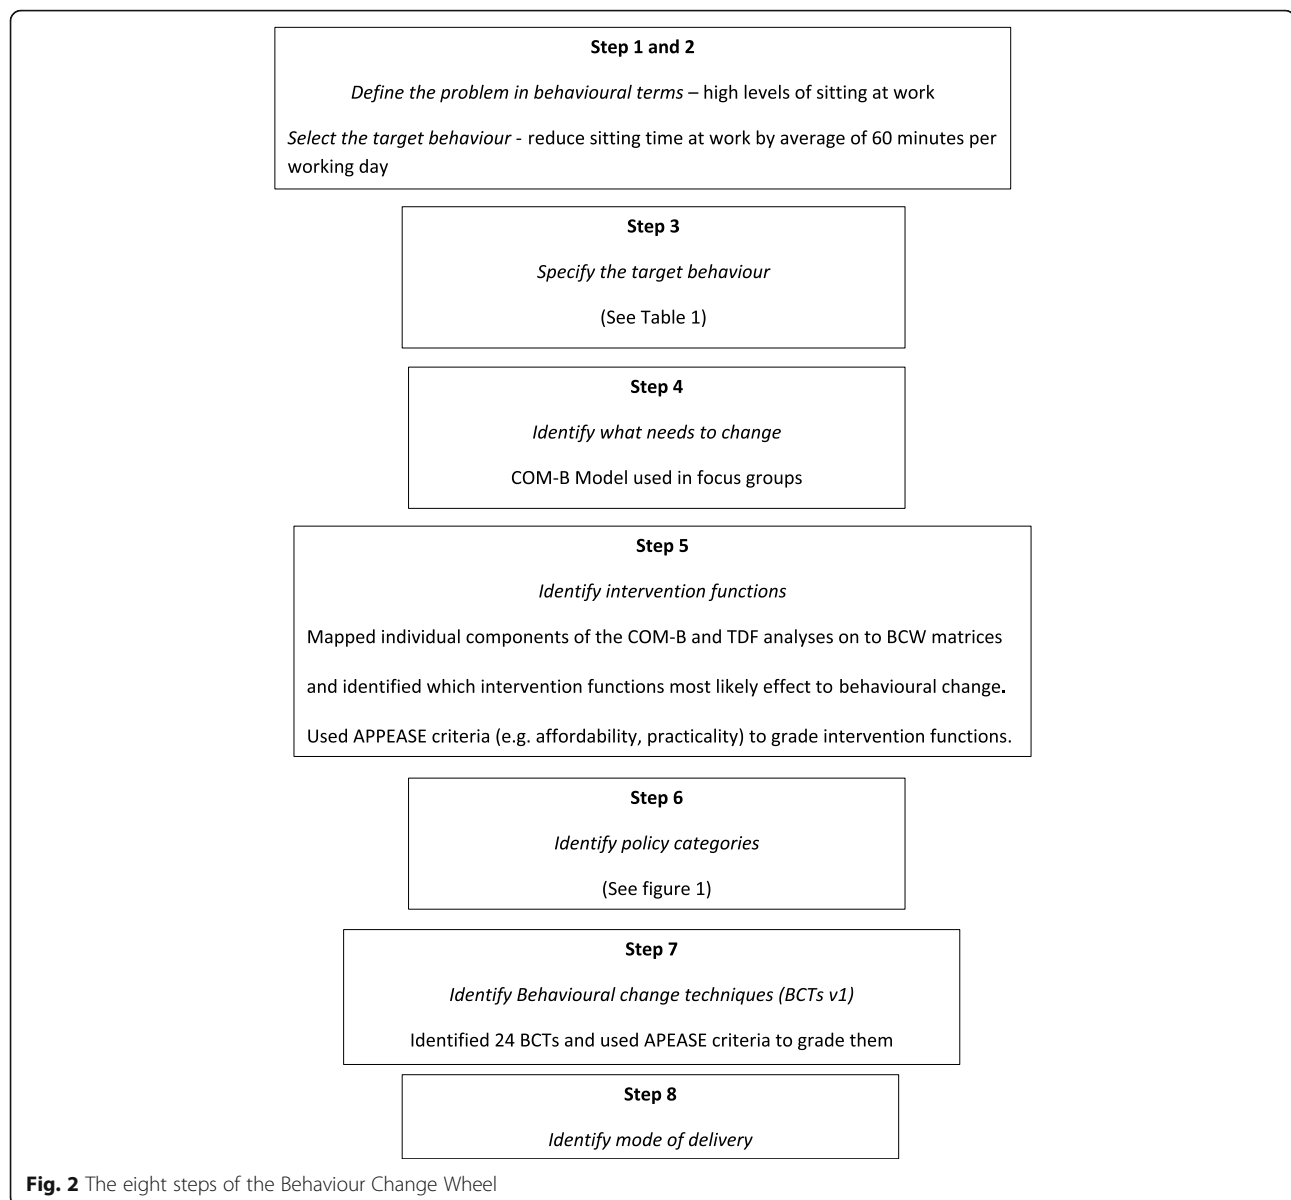 Step 1 and 2
Define the problem in behavioural terms – high levels of sitting at work
Select the target behaviour - reduce sitting time at work by average of 60 minutes per
working day
Step 3
Specify the target behaviour
(See Table 1)
Step 4
Identify what needs to change
COM-B Model used in focus groups
Step 5
Identify intervention functions
Mapped individual components of the COM-B and TDF analyses on to BCW matrices
and identified which intervention functions most likely effect to behavioural change.
Used APPEASE criteria (e.g. affordability, practicality) to grade intervention functions.
Step 6
Identify policy categories
(See figure 1)
Step 7
Identify Behavioural change techniques (BCTs v1)
Identified 24 BCTs and used APEASE criteria to grade them
Step 8
Identify mode of delivery
Fig. 2 The eight steps of the Behaviour Change Wheel